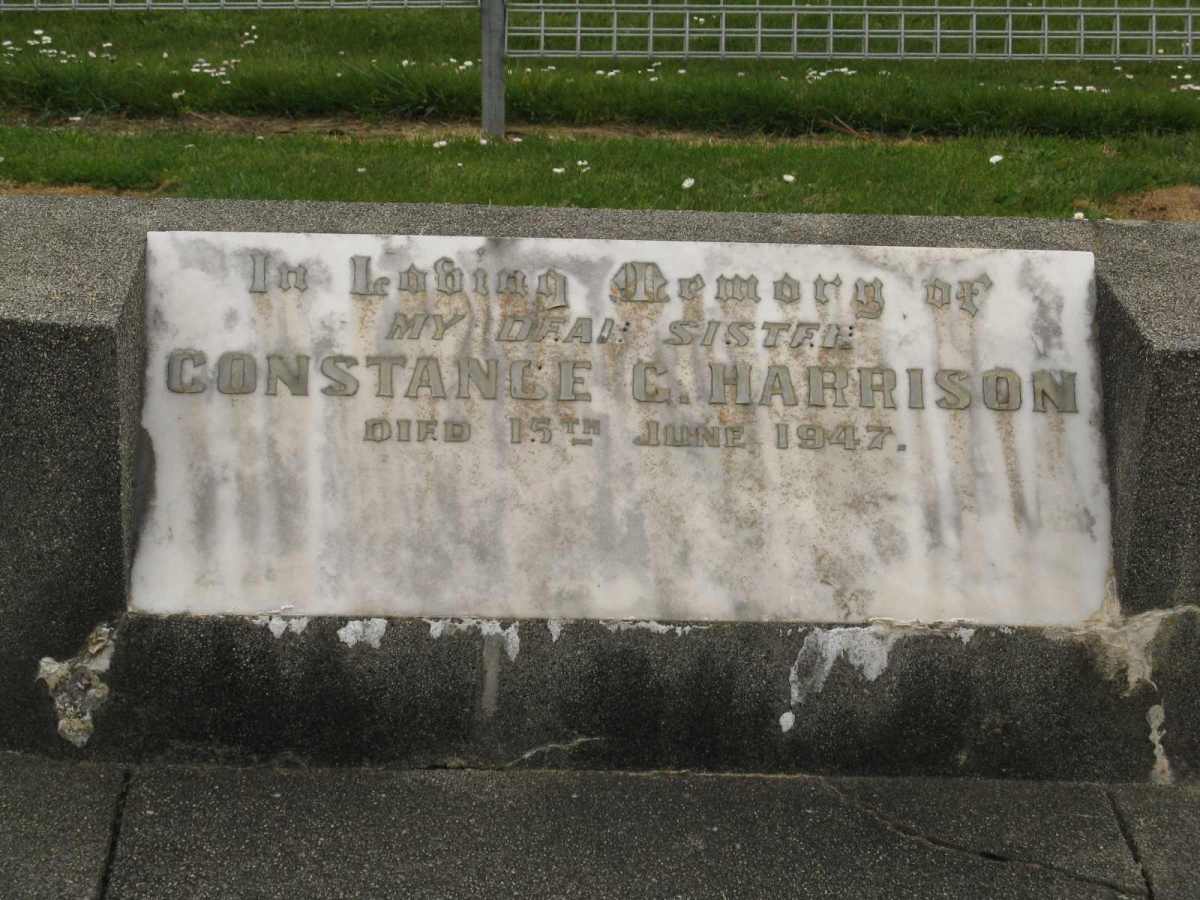 In Loving Memory of
MY DEAR SISTER
CONSTANCE C. HARRISON
DIED 15TH JUNE 1947.